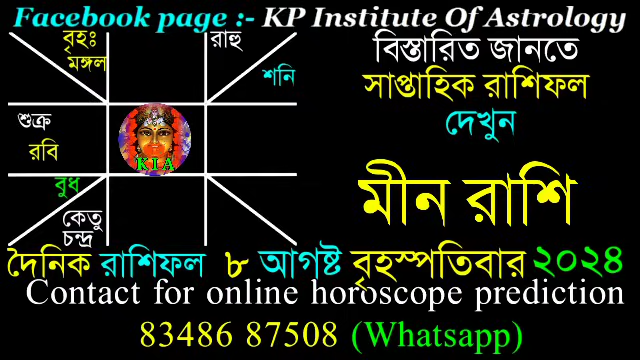 Facebook page :- KP Institute Of Astrology
বৃহঃ
মঙ্গল
রাহু
শনি
শুক্র
রবি
KIA
বুধ
কেতু
চন্দ্র
বিস্তারিত জানতে
সাপ্তাহিক রাশিফল
দেখুন
মীন রাশি
দৈনিক রাশিফল ৮ আগষ্ট বৃহস্পতিবার ২০২৪
Contact for online horoscope prediction
83486 87508 (Whatsapp)